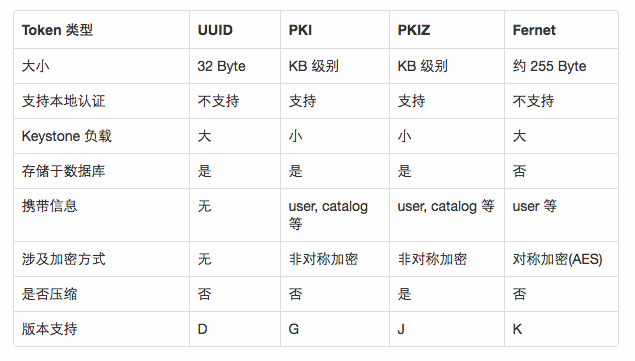 Token 类型 UUID PKI PKIZ Fernet
大小 32 Byte KB 级别 KB 级别 约 255 Byte
支持本地认证 不支持 支持 支持 不支持
Keystone 负载 大 小 小 大
存储于数据库 是 是 是 否
携带信息 无 user, catalog user, catalog 等 user 等
等
涉及加密方式 无 非对称加密 非对称加密 对称加密(AES)
是否压缩 否 否 是 否
版本支持 D G J K